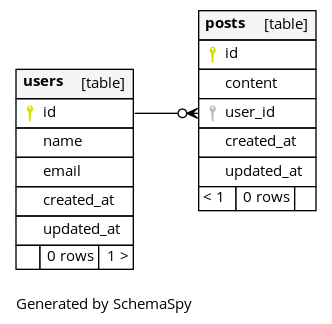 users [table]
id
name
email
created_at
updated_at
0 rows 1 >
posts [table]
id
content
user_id
created_at
updated_at
< 1 0 rows
Generated by SchemaSpy